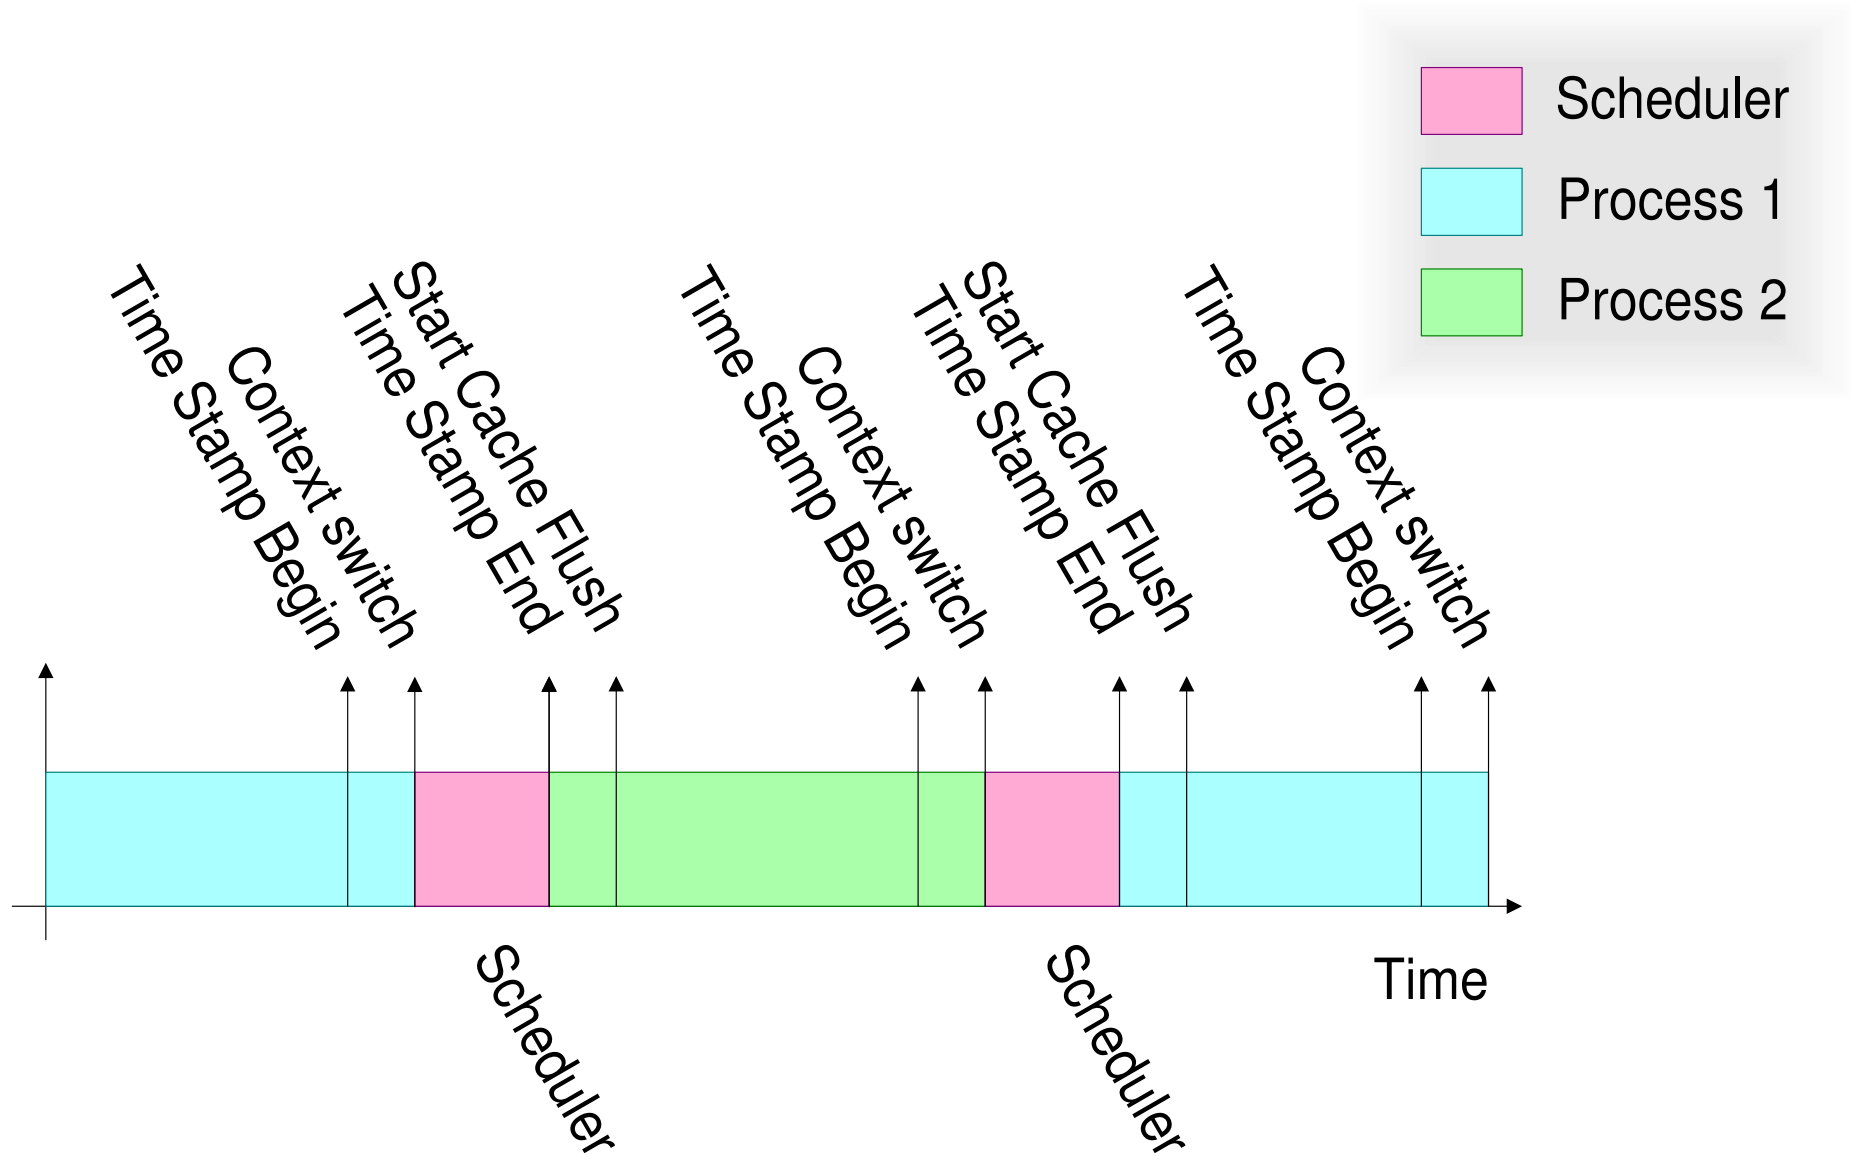 Scheduler
Process 1
Process 2
Time Stamp Begin
Context switch
Time Stamp End
Start Cache Flush
Time Stamp Begin
Context switch
Time Stamp End
Start Cache Flush
Time Stamp Begin
Context switch
Scheduler
Scheduler
Time